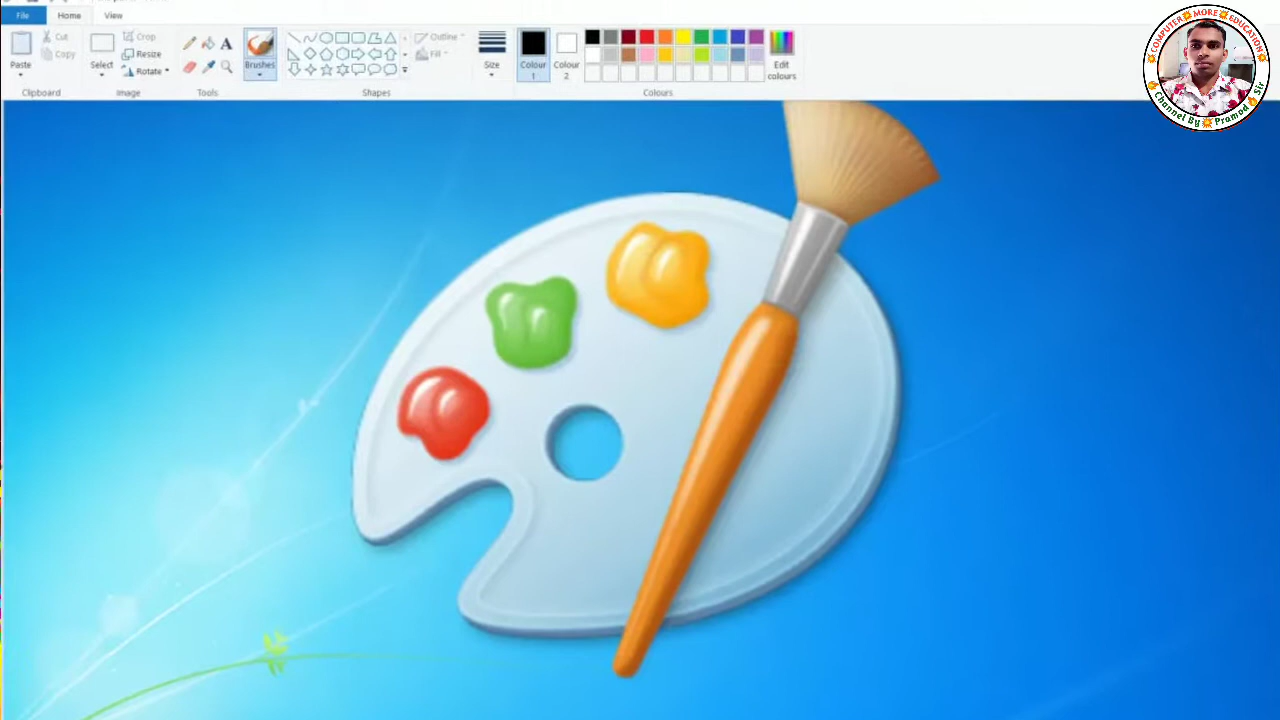 File Home View
Paste
Cut
Copy
Clipboard
Select
Crop
Resize
Rotate
Image
A
Tools
Brushes
Outline
Fill
Shapes
Size
Colour
1
Colour
2
Edit
colours
Colours
COMPUTER MORE EDUCATION
Channel By Pramod Sir